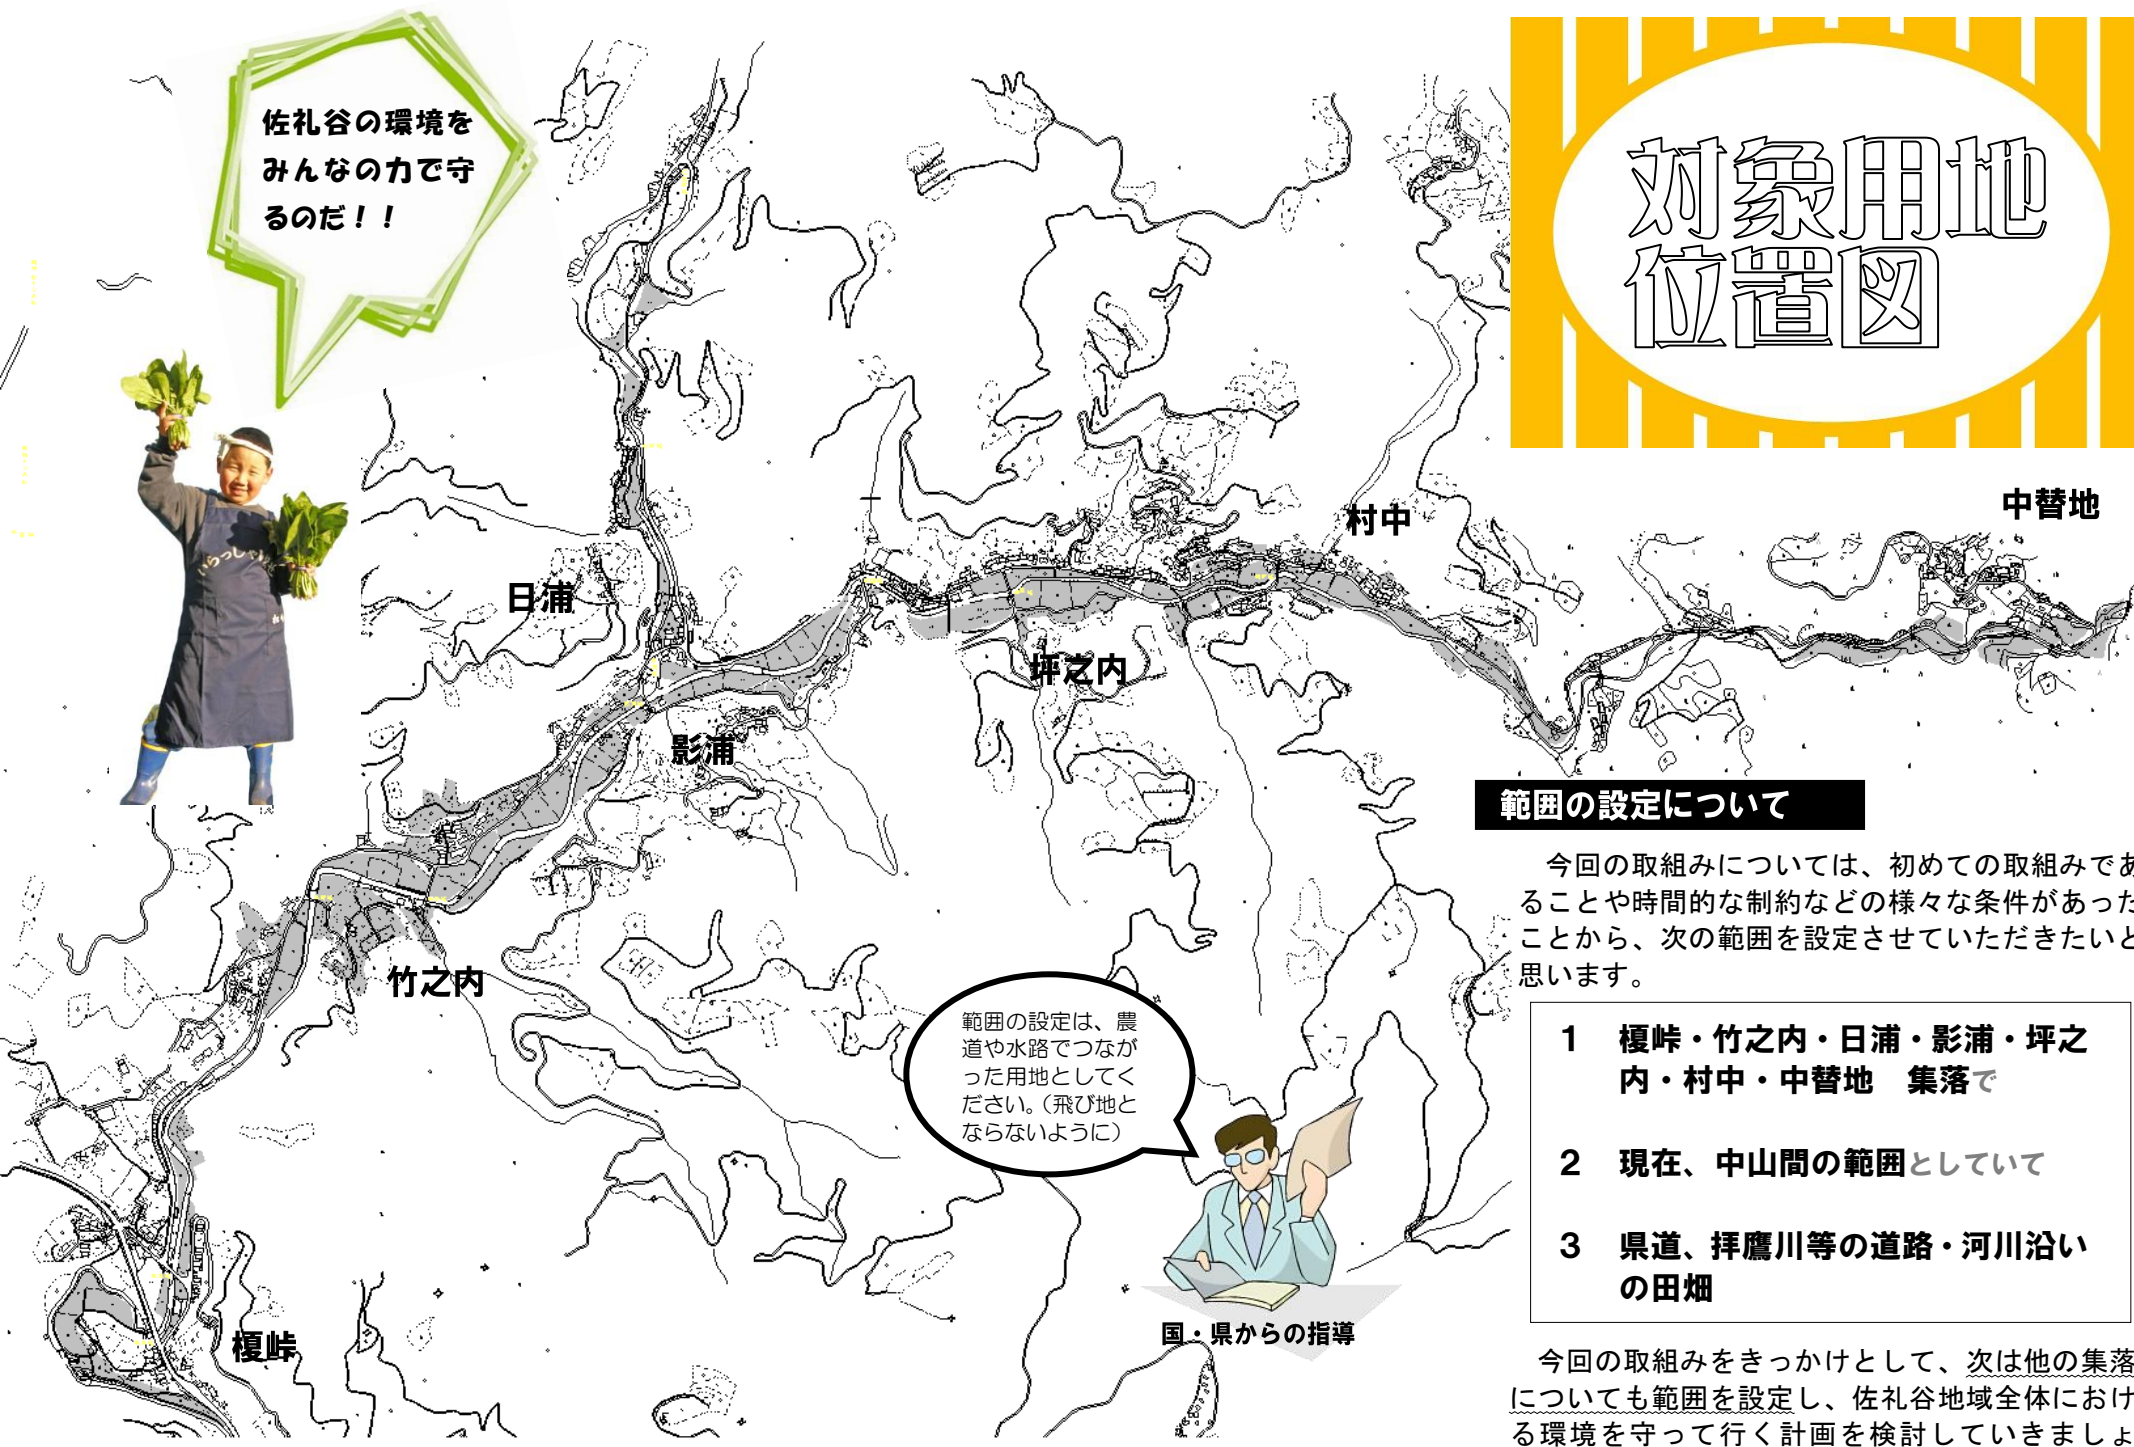 佐礼谷の環境を
みんなの力で守
るのだ！！
対象用地
位置図
中替地
村中
日浦
坪之内
影浦
竹之内
榎峠
いらっしゃ
範囲の設定は、農
道や水路でつなが
った用地としてく
ださい。（飛び地と
ならないように）
国・県からの指導
範囲の設定について
今回の取組みについては、初めての取組みであ
ることや時間的な制約などの様々な条件があった
ことから、次の範囲を設定させていただきたいと
思います。
1 榎峠・竹之内・日浦・影浦・坪之
内・村中・中替地 集落で
2 現在、中山間の範囲としていて
3 県道、拝鷹川等の道路・河川沿い
の田畑
今回の取組みをきっかけとして、次は他の集落
についても範囲を設定し、佐礼谷地域全体におけ
る環境を守って行く計画を検討していきましょ